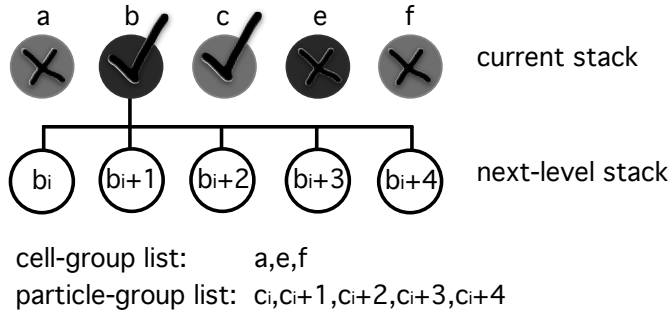 a b c e f
current stack
bi bi+1 bi+2 bi+3 bi+4
next-level stack
cell-group list: a,e,f
particle-group list: ci,ci+1,ci+2,ci+3,ci+4